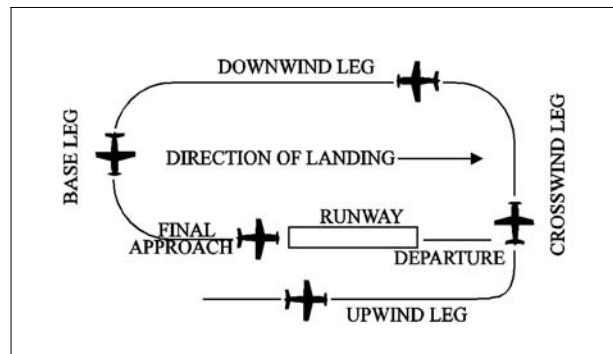 DOWNWIND LEG
BASE LEG
DIRECTION OF LANDING
CROSSWIND LEG
RUNWAY
FINAL
APPROACH
DEPARTURE
UPWIND LEG